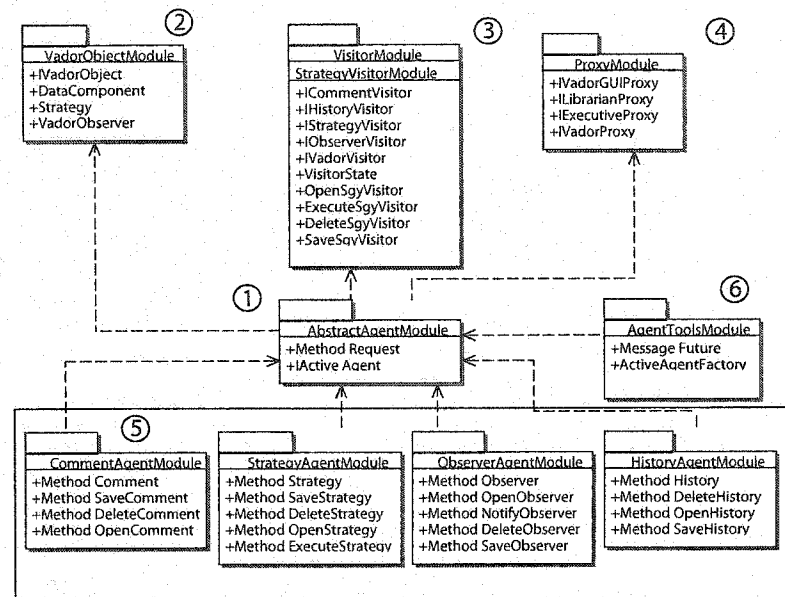 ②
VadorObjectModule
+IVadorObject
+DataComponent
+Strategy
+VadorObserver
③
VisitorModule
StrategyVisitorModule
+ICommentVisitor
+IHistoryVisitor
+IStrategyVisitor
+IObserverVisitor
+IVadorVisitor
+VisitorState
+OpenSgyVisitor
+ExecuteSgyVisitor
+DeleteSgyVisitor
+SaveSgyVisitor
④
ProxyModule
+IVadorGUIProxy
+ILibrarianProxy
+IExecutiveProxy
+IVadorProxy
①
AbstractAgentModule
+Method Request
+IActive Agent
⑥
AgentToolsModule
+Message Future
+ActiveAgentFactory
⑤
CommentAgentModule
+Method Comment
+Method SaveComment
+Method DeleteComment
+Method OpenComment
StrategyAgentModule
+Method Strategy
+Method SaveStrategy
+Method DeleteStrategy
+Method OpenStrategy
+Method ExecuteStrategy
ObserverAgentModule
+Method Observer
+Method OpenObserver
+Method NotifyObserver
+Method DeleteObserver
+Method SaveObserver
HistoryAgentModule
+Method History
+Method DeleteHistory
+Method OpenHistory
+Method SaveHistory